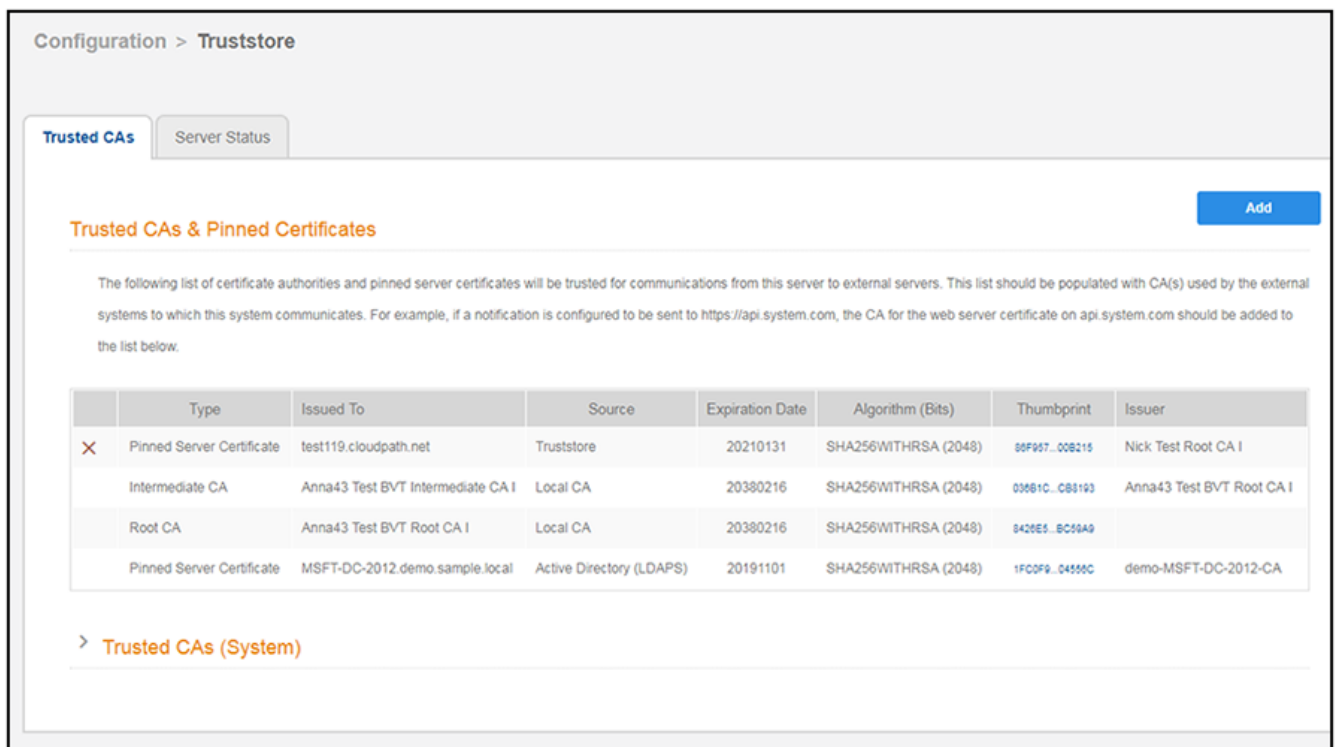 Configuration > Truststore
Trusted CAs Server Status
Add
Trusted CAs & Pinned Certificates
The following list of certificate authorities and pinned server certificates will be trusted for communications from this server to external servers. This list should be populated with CA(s) used by the external
systems to which this system communicates. For example, if a notification is configured to be sent to https://api.system.com, the CA for the web server certificate on api.system.com should be added to
the list below.
Type Issued To Source Expiration Date Algorithm (Bits) Thumbprint Issuer
Pinned Server Certificate test119.cloudpath.net Truststore 20210131 SHA256WITHRSA (2048) 86F957...00B215 Nick Test Root CA I
Intermediate CA Anna43 Test BVT Intermediate CA I Local CA 20380216 SHA256WITHRSA (2048) 036B1C...CB8193 Anna43 Test BVT Root CA I
Root CA Anna43 Test BVT Root CA I Local CA 20380216 SHA256WITHRSA (2048) 8426E5...BC59A9
Pinned Server Certificate MSFT-DC-2012.demo.sample.local Active Directory (LDAPS) 20191101 SHA256WITHRSA (2048) 1FC0F9...04556C demo-MSFT-DC-2012-CA
Trusted CAs (System)